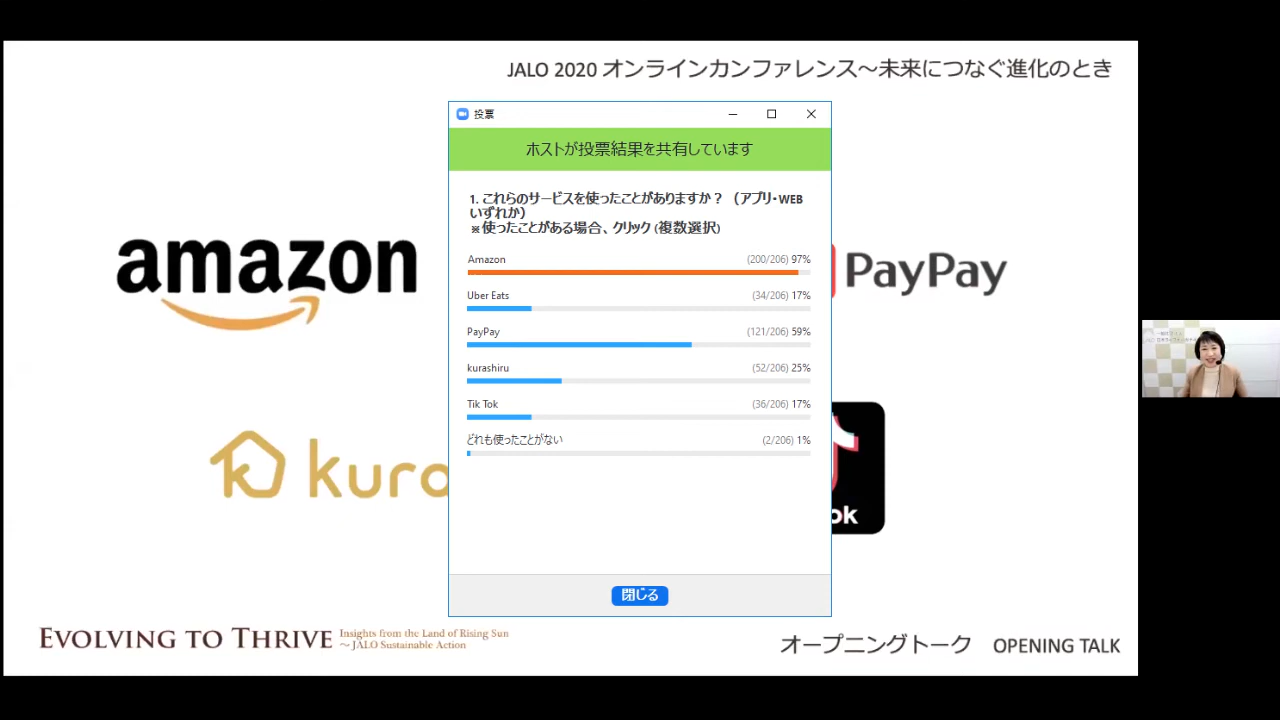 JALO 2020 オンラインカンファレンス～未来につなぐ進化のとき
投票
ホストが投票結果を共有しています
1. これらのサービスを使ったことがありますか？ （アプリ・WEB
いずれか）
※使ったことがある場合、クリック (複数選択)
Amazon (200/206) 97%
Uber Eats (34/206) 17%
PayPay (121/206) 59%
kurashiru (52/206) 25%
Tik Tok (36/206) 17%
どれも使ったことがない (2/206) 1%
閉じる
amazon
PayPay
kura
ok
EVOLVING TO THRIVE
Insights from the Land of Rising Sun
～JALO Sustainable Action
オープニングトーク OPENING TALK